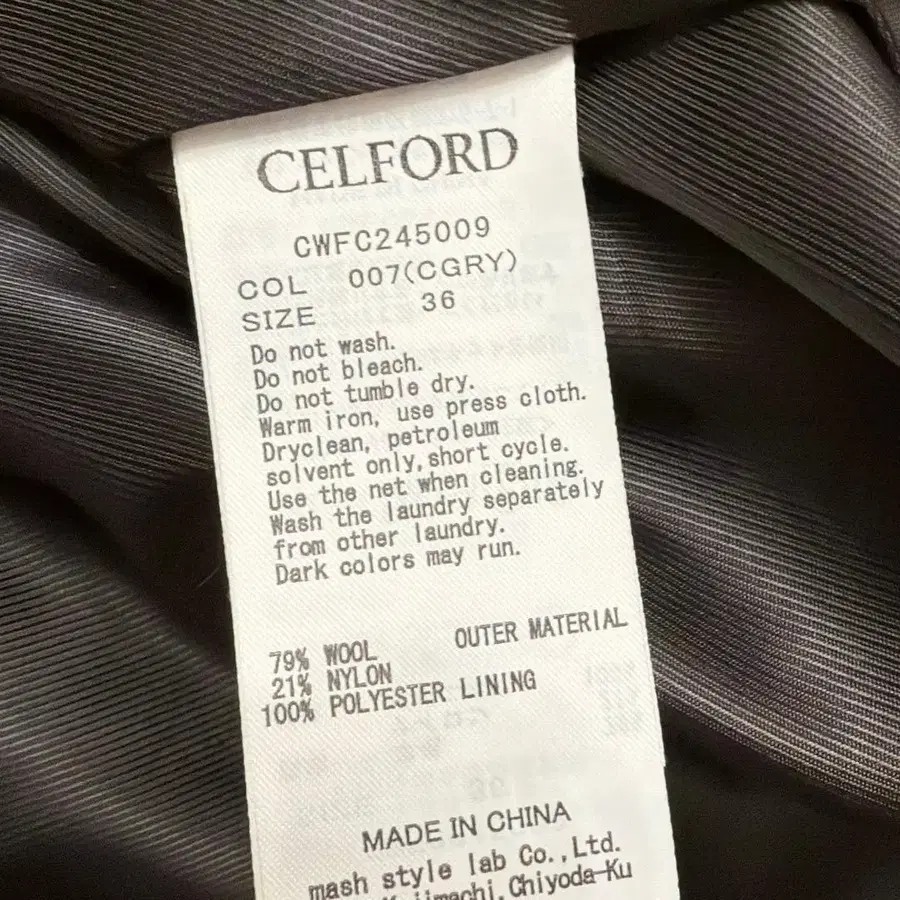 CELFORD
CWFC245009
COL 007(CGRY)
SIZE 36
Do not wash.
Do not bleach.
Do not tumble dry.
Warm iron, use press cloth.
Dryclean, petroleum
solvent only, short cycle.
Use the net when cleaning.
Wash the laundry separately
from other laundry.
Dark colors may run.
OUTER MATERIAL
79% WOOL
21% NYLON
100% POLYESTER LINING
MADE IN CHINA
mash style lab Co.,Ltd.
Chiyoda-Ku